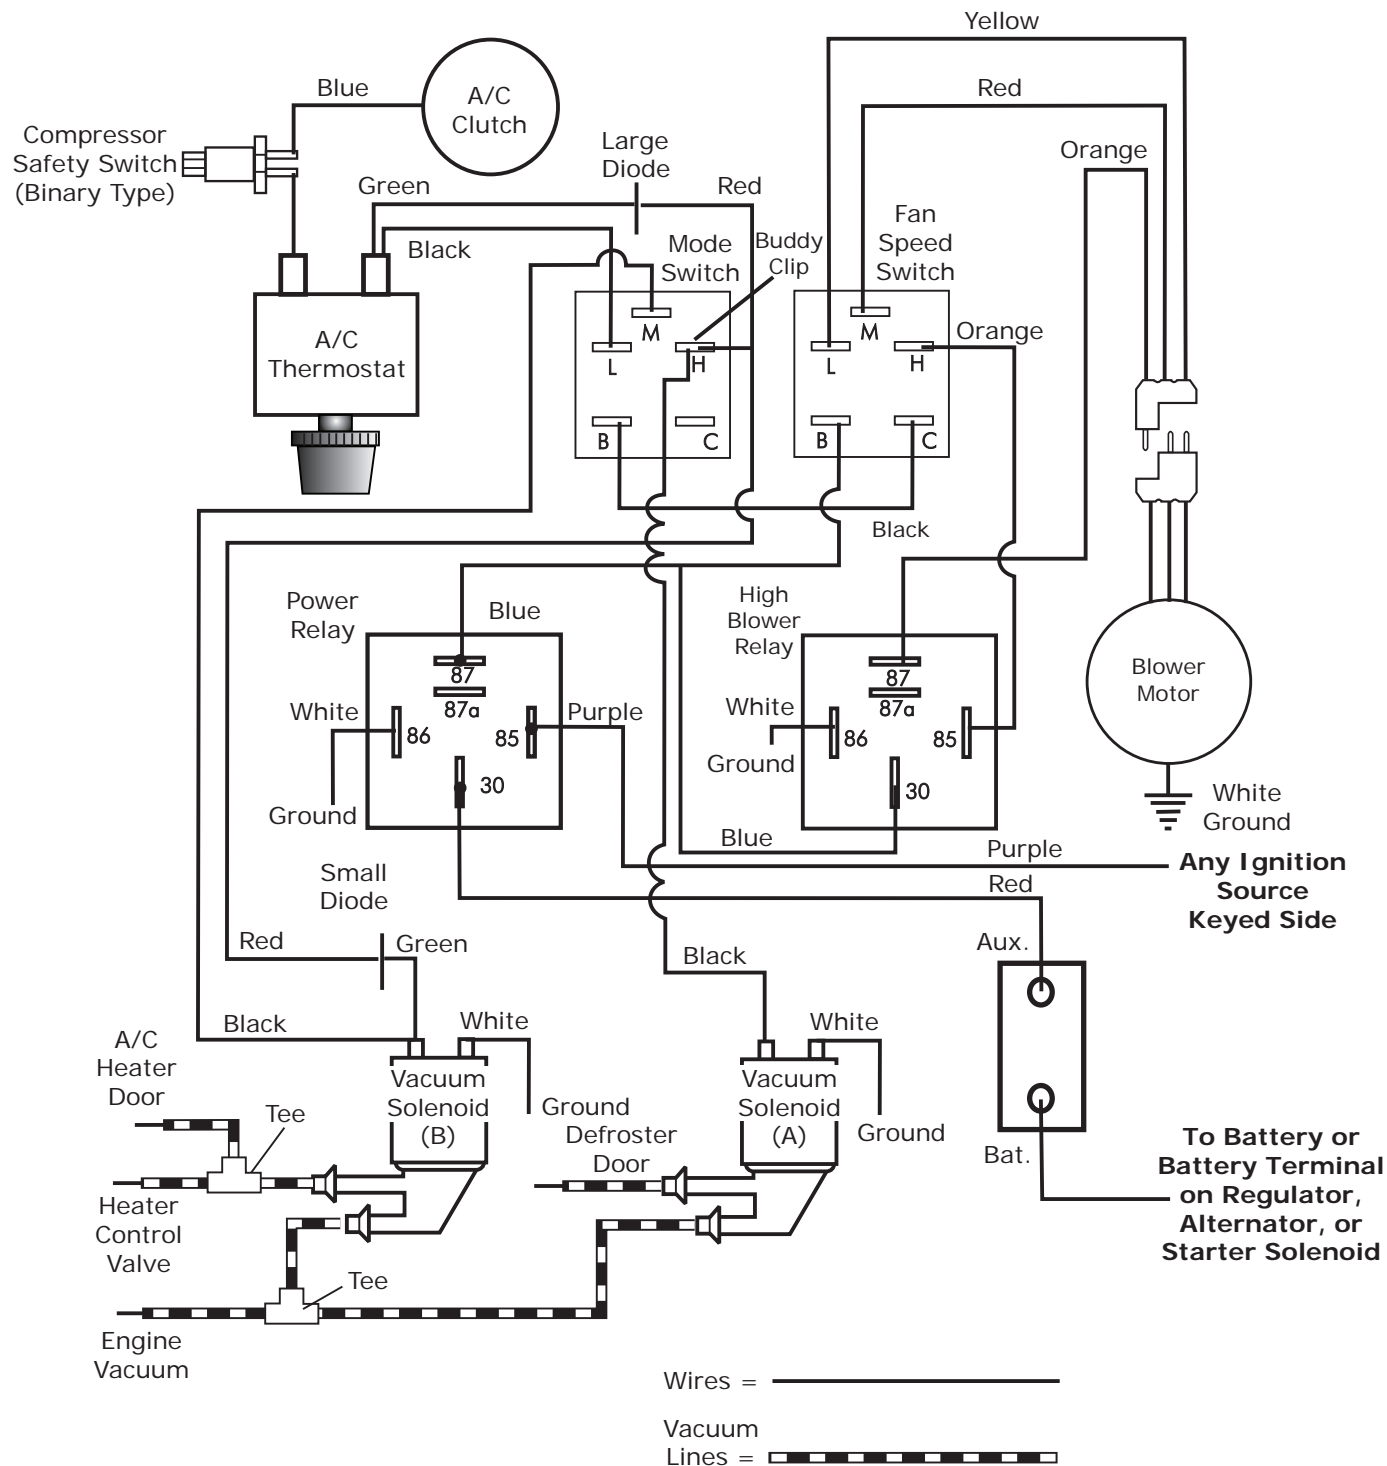 Yellow
Blue
A/C
Clutch
Red
Compressor
Safety Switch
(Binary Type)
Large
Diode
Orange
Green
Red
Black
Mode
Switch
Buddy
Clip
Fan
Speed
Switch
A/C
Thermostat
M
L
H
B
C
M
L
H
B
C
Orange
Black
Power
Relay
Blue
High
Blower
Relay
87
87a
86
85
30
White
Ground
Purple
87
87a
86
85
30
White
Ground
Blower
Motor
White
Ground
Blue
Purple
Any Ignition
Source
Keyed Side
Small
Diode
Red
Red
Green
Black
Aux.
Black
White
White
A/C
Heater
Door
Tee
Vacuum
Solenoid
(B)
Ground
Defroster
Door
Vacuum
Solenoid
(A)
Ground
Bat.
To Battery or
Battery Terminal
on Regulator,
Alternator, or
Starter Solenoid
Heater
Control
Valve
Tee
Engine
Vacuum
Wires =
Vacuum
Lines =